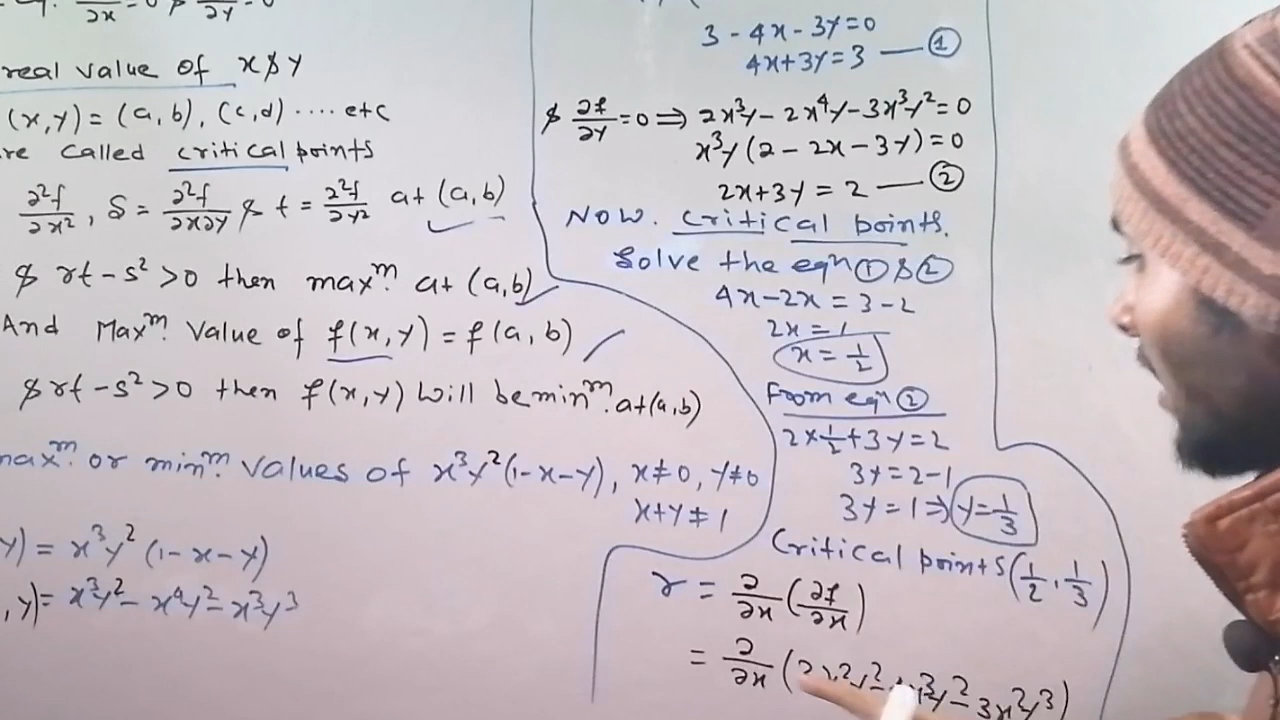 ∂x =0 $ ∂y =0
real value of x $ y
(x,y) = (a,b), (c,d) .... etc
re called critical points
∂²f/∂x², S = ∂²f/∂x∂y $ t = ∂²f/∂y² at (a,b)
$ rt - s² > 0 then maxᵐ. at (a,b)
And Maxᵐ. Value of f(x,y) = f(a,b)
$ rt - s² > 0 then f(x,y) will be minᵐ. at (a,b)
maxᵐ. or minᵐ. values of x³y²(1-x-y), x≠0, y≠0
x+y≠1
y) = x³y² (1-x-y)
,y) = x³y² - x⁴y² - x³y³
3 - 4x - 3y = 0
4x+3y = 3 — ①
$ ∂f/∂y = 0 ⇒ 2x³y - 2x⁴y - 3x³y² = 0
x³y (2 - 2x - 3y) = 0
2x+3y = 2 — ②
NOW. critical points.
Solve the eqⁿ ① $ ②
4x-2x = 3-2
2x = 1
x = 1/2
From eqⁿ ②
2×1/2+3y = 2
3y = 2-1
3y = 1 ⇒ y = 1/3
Critical points (1/2, 1/3)
r = ∂/∂x (∂f/∂x)
= ∂/∂x ( x²y² - x³y² - 3x²y³)